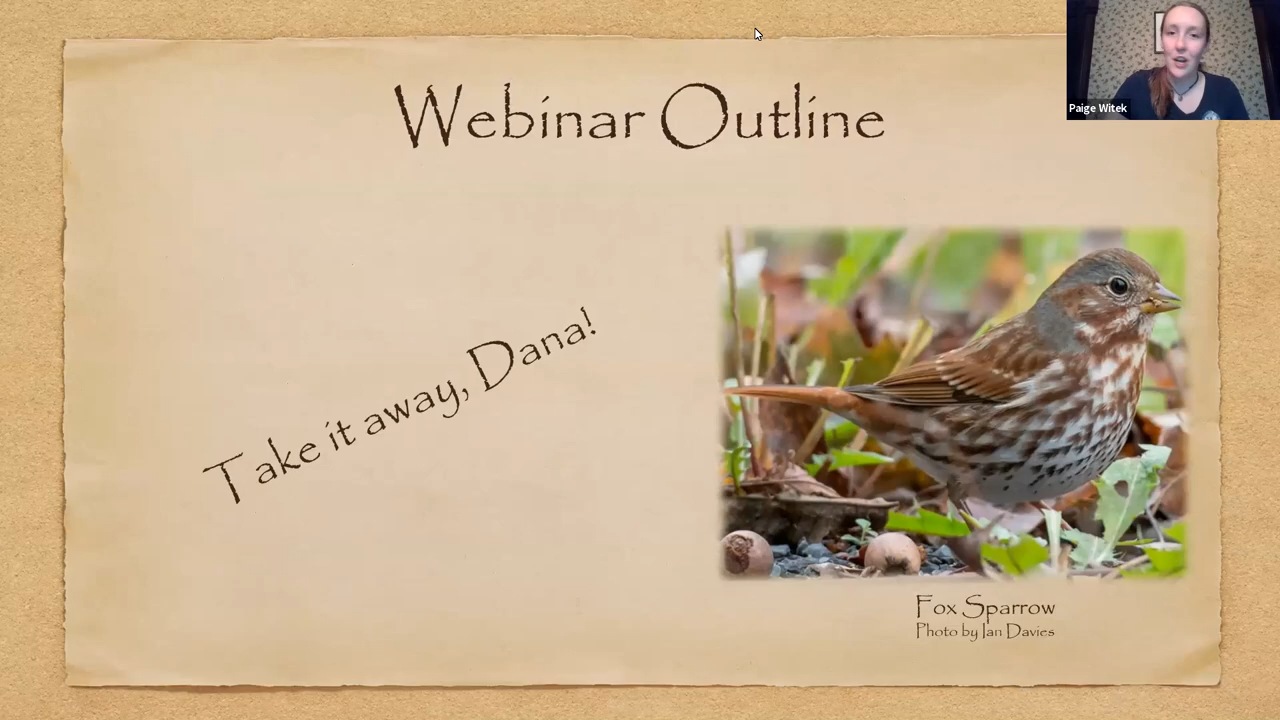 Paige Witek
Webinar Outline
Take it away, Dana!
Fox Sparrow
Photo by Ian Davies